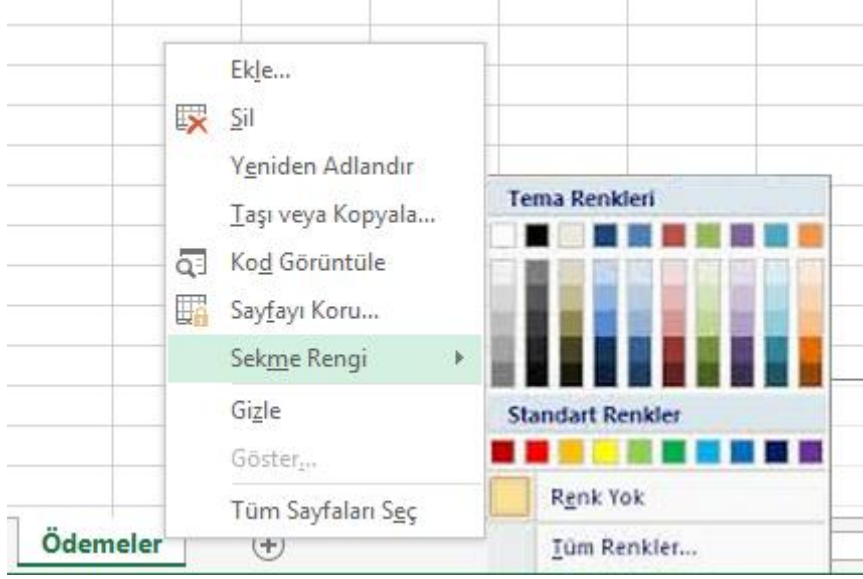 Ekle...
Sil
Yeniden Adlandır
Taşı veya Kopyala...
Kod Görüntüle
Sayfayı Koru...
Sekme Rengi
Gizle
Göster...
Tüm Sayfaları Seç
Tema Renkleri
Standart Renkler
Renk Yok
Tüm Renkler...
Ödemeler